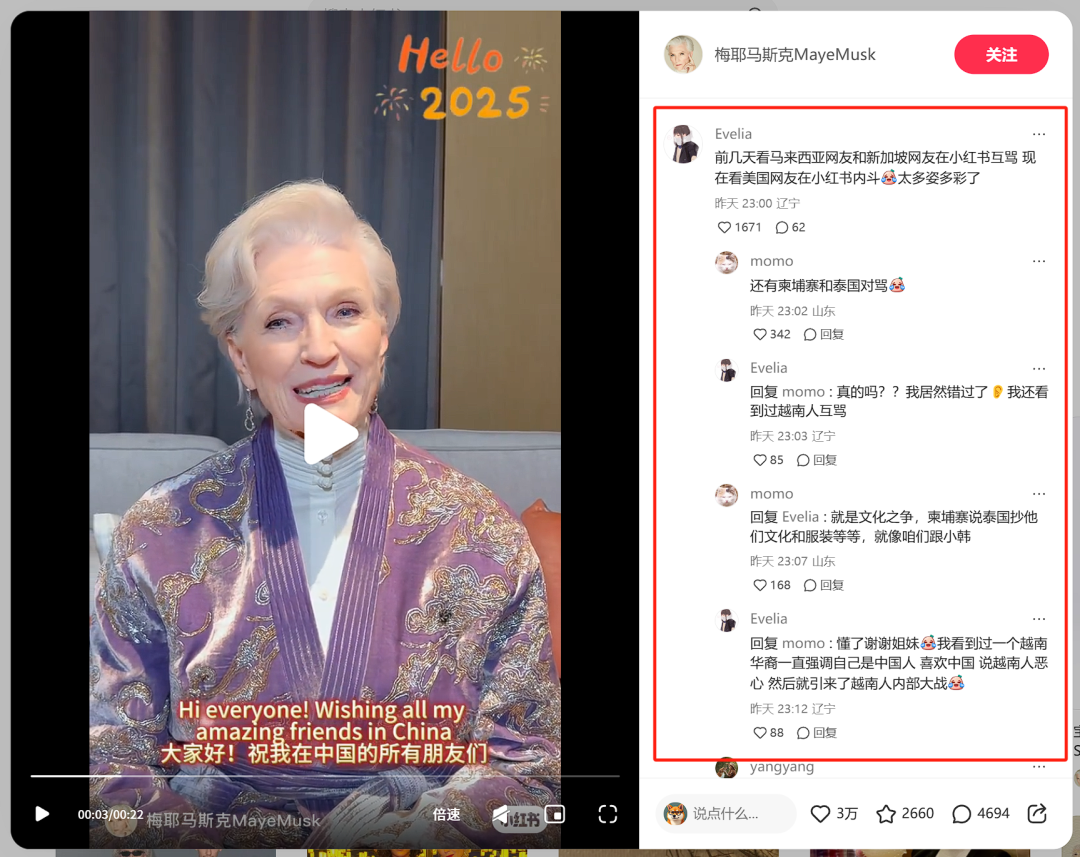 Hello
2025
Hi everyone! Wishing all my
amazing friends in China
大家好！祝我在中国的所有朋友们
00:03/00:22
梅耶马斯克MayeMusk
倍速
小红书
梅耶马斯克MayeMusk
关注
Evelia
前几天看马来西亚网友和新加坡网友在小红书互骂 现
在看美国网友在小红书内斗太多姿多彩了
昨天 23:00 辽宁
1671 62
momo
还有柬埔寨和泰国对骂
昨天 23:02 山东
342 回复
Evelia
回复 momo : 真的吗？？我居然错过了👂我还看
到过越南人互骂
昨天 23:03 辽宁
85 回复
momo
回复 Evelia : 就是文化之争，柬埔寨说泰国抄他
们文化和服装等等，就像咱们跟小韩
昨天 23:07 山东
168 回复
Evelia
回复 momo : 懂了谢谢姐妹我看到过一个越南
华裔一直强调自己是中国人 喜欢中国 说越南人恶
心 然后就引来了越南人内部大战
昨天 23:12 辽宁
88 回复
yangyang
说点什么...
3万 2660 4694